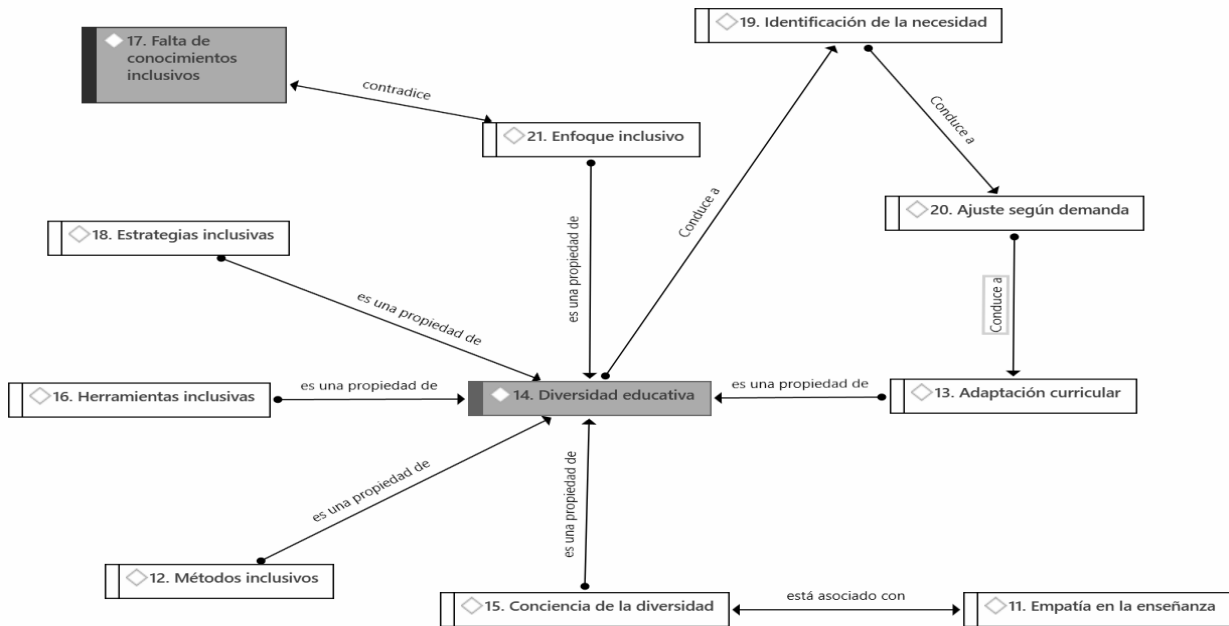 19. Identificación de la necesidad
17. Falta de
conocimientos
inclusivos
contradice
21. Enfoque inclusivo
Conduce a
Conduce a
20. Ajuste según demanda
18. Estrategias inclusivas
es una propiedad de
es una propiedad de
Conduce a
16. Herramientas inclusivas
es una propiedad de
14. Diversidad educativa
es una propiedad de
13. Adaptación curricular
es una propiedad de
es una propiedad de
12. Métodos inclusivos
15. Conciencia de la diversidad
está asociado con
11. Empatía en la enseñanza